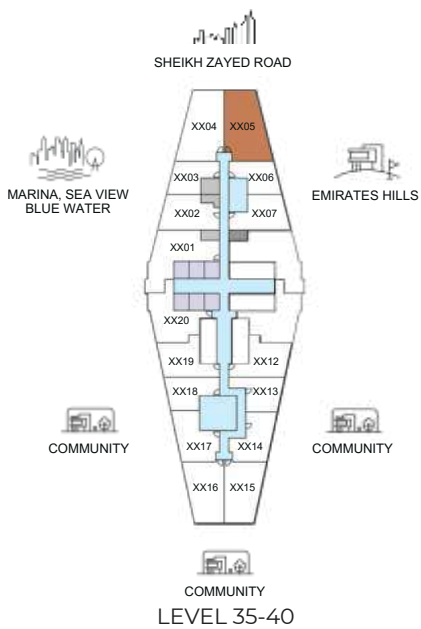 SHEIKH ZAYED ROAD
XX04 XX05
MARINA, SEA VIEW
BLUE WATER
EMIRATES HILLS
XX03 XX06
XX02 XX07
XX01
XX20
XX19 XX12
XX18 XX13
COMMUNITY
COMMUNITY
XX17 XX14
XX16 XX15
COMMUNITY
LEVEL 35-40